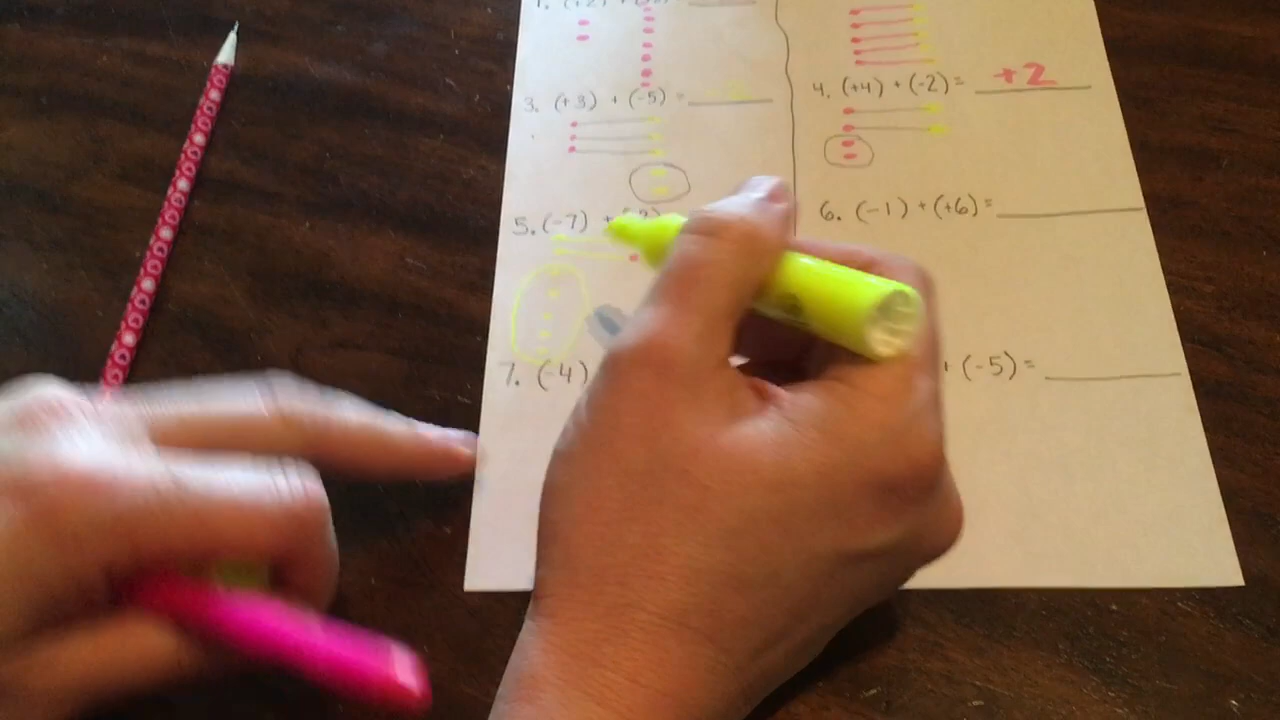 3. (+3) + (-5) =
4. (+4) + (-2) = +2
5. (-7) +
6. (-1) + (+6) =
7. (-4)
+ (-5) =